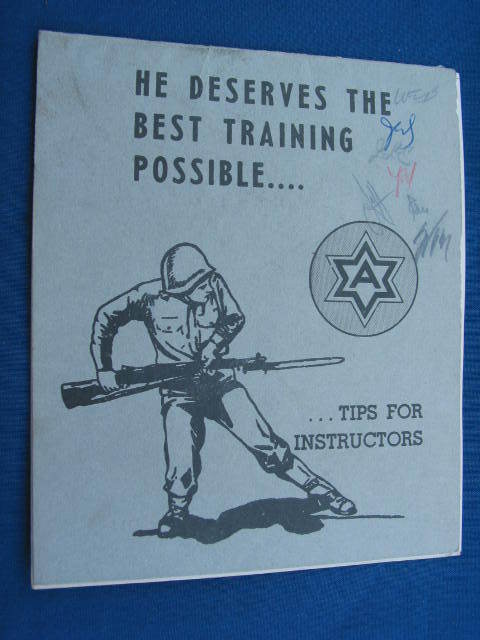 HE DESERVES THE
BEST TRAINING
POSSIBLE....
A
...TIPS FOR
INSTRUCTORS